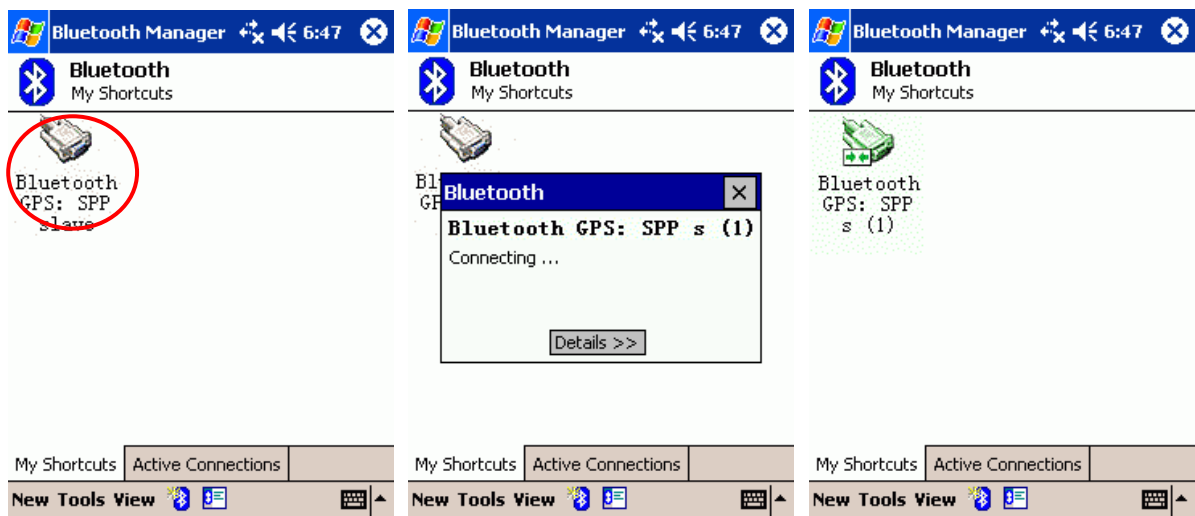 Bluetooth Manager 6:47
Bluetooth
My Shortcuts
Bluetooth
GPS: SPP
slave
My Shortcuts Active Connections
New Tools View
Bluetooth Manager 6:47
Bluetooth
My Shortcuts
Bluetooth
Bluetooth GPS: SPP s (1)
Connecting ...
Details >>
My Shortcuts Active Connections
New Tools View
Bluetooth Manager 6:47
Bluetooth
My Shortcuts
Bluetooth
GPS: SPP
s (1)
My Shortcuts Active Connections
New Tools View